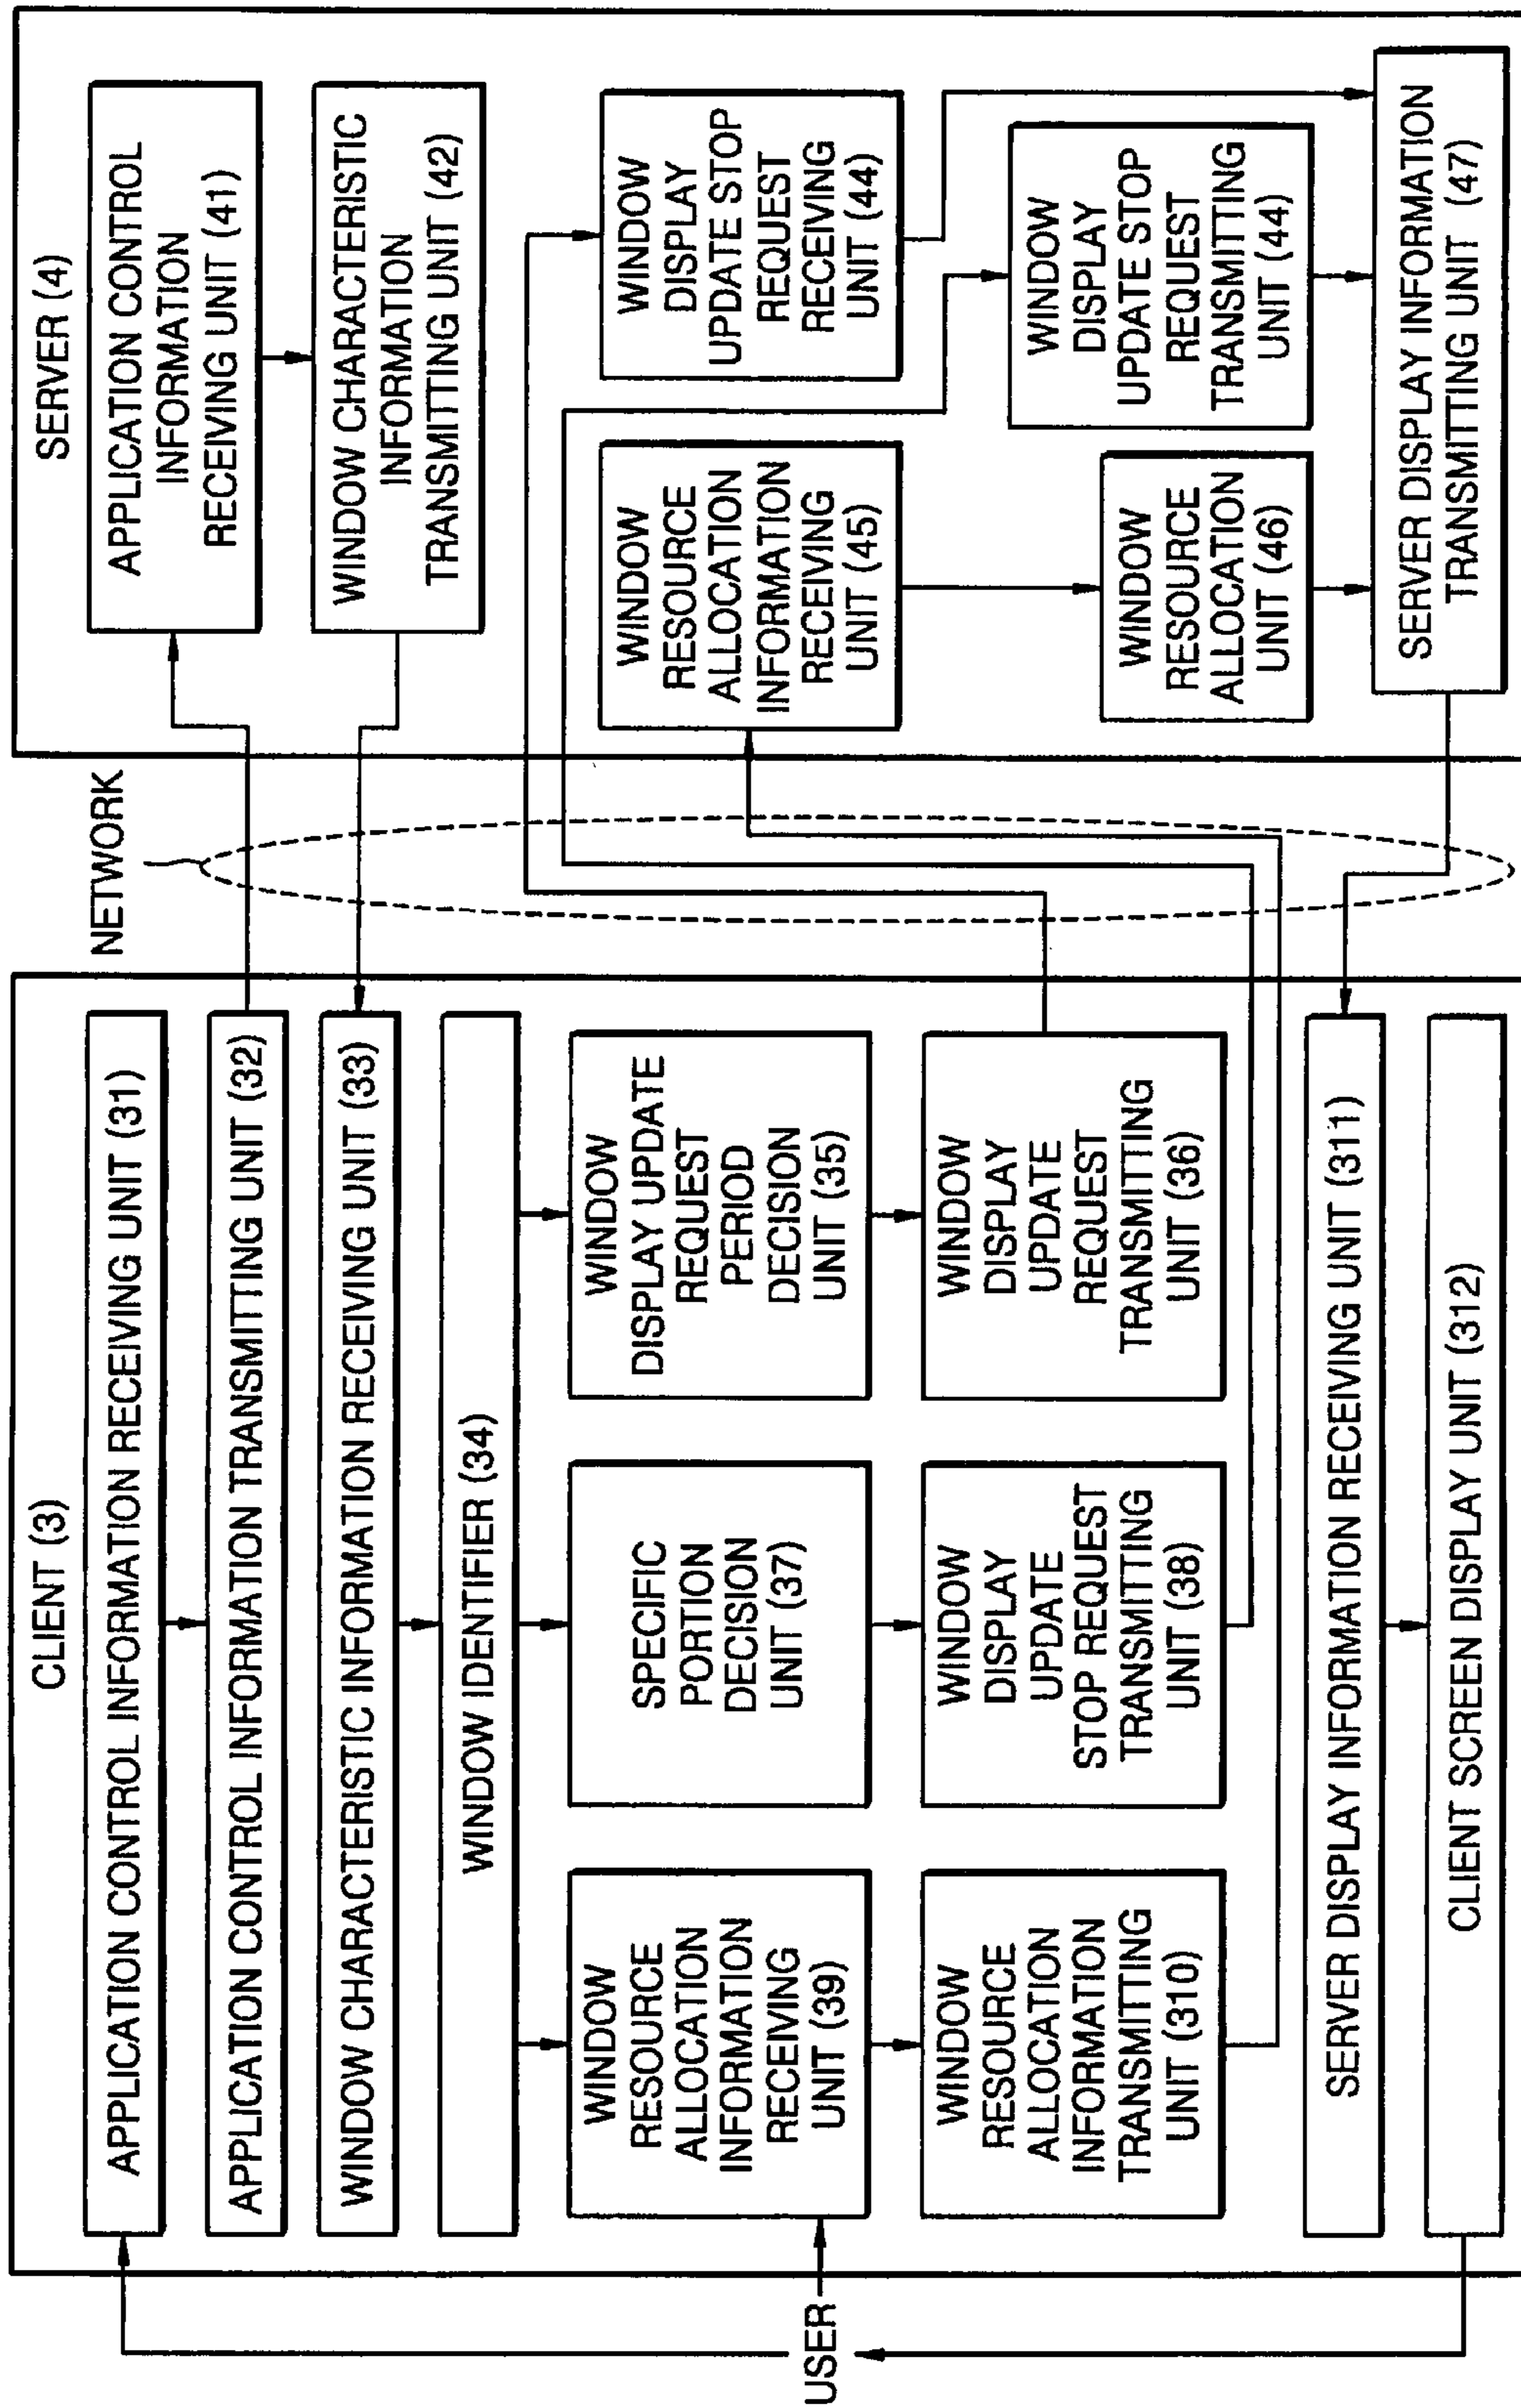 CLIENT (3)
APPLICATION CONTROL INFORMATION RECEIVING UNIT (31)
APPLICATION CONTROL INFORMATION TRANSMITTING UNIT (32)
WINDOW CHARACTERISTIC INFORMATION RECEIVING UNIT (33)
WINDOW IDENTIFIER (34)
WINDOW
RESOURCE
ALLOCATION
INFORMATION
RECEIVING
UNIT (39)
SPECIFIC
PORTION
DECISION
UNIT (37)
WINDOW
DISPLAY UPDATE
REQUEST
PERIOD
DECISION
UNIT (35)
WINDOW
RESOURCE
ALLOCATION
INFORMATION
TRANSMITTING
UNIT (310)
WINDOW
DISPLAY
UPDATE
STOP REQUEST
TRANSMITTING
UNIT (38)
WINDOW
DISPLAY
UPDATE
REQUEST
TRANSMITTING
UNIT (36)
SERVER DISPLAY INFORMATION RECEIVING UNIT (311)
CLIENT SCREEN DISPLAY UNIT (312)
USER
NETWORK
SERVER (4)
APPLICATION CONTROL
INFORMATION
RECEIVING UNIT (41)
WINDOW CHARACTERISTIC
INFORMATION
TRANSMITTING UNIT (42)
WINDOW
RESOURCE
ALLOCATION
INFORMATION
RECEIVING
UNIT (45)
WINDOW
DISPLAY
UPDATE STOP
REQUEST
RECEIVING
UNIT (44)
WINDOW
RESOURCE
ALLOCATION
UNIT (46)
WINDOW
DISPLAY
UPDATE STOP
REQUEST
TRANSMITTING
UNIT (44)
SERVER DISPLAY INFORMATION
TRANSMITTING UNIT (47)